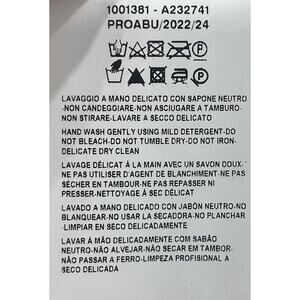 1001381 - A232741
PROABU/2022/24
LAVAGGIO A MANO DELICATO CON SAPONE NEUTRO
-NON CANDEGGIARE-NON ASCIUGARE A TAMBURO-
NON STIRARE-LAVARE A SECCO DELICATO
HAND WASH GENTLY USING MILD DETERGENT-DO
NOT BLEACH-DO NOT TUMBLE DRY-DO NOT IRON-
DELICATE DRY CLEAN
LAVAGE DÉLICAT À LA MAIN AVEC UN SAVON DOUX-
NE PAS UTILISER D'AGENT DE BLANCHIMENT-NE PAS
SÉCHER EN TAMBOUR-NE PAS REPASSER NI
PRESSER-NETTOYAGE À SEC DÉLICAT
LAVADO A MANO DELICADO CON JABÓN NEUTRO-NO
BLANQUEAR-NO USAR LA SECADORA-NO PLANCHAR
-LIMPIAR EN SECO DELICADAMENTE
LAVAR À MÃO DELICADAMENTE COM SABÃO
NEUTRO-NÃO ALVEJAR-NÃO SECAR EM TAMBOR-
NÃO PASSAR A FERRO-LIMPEZA PROFISIONAL A
SECO DELICADA